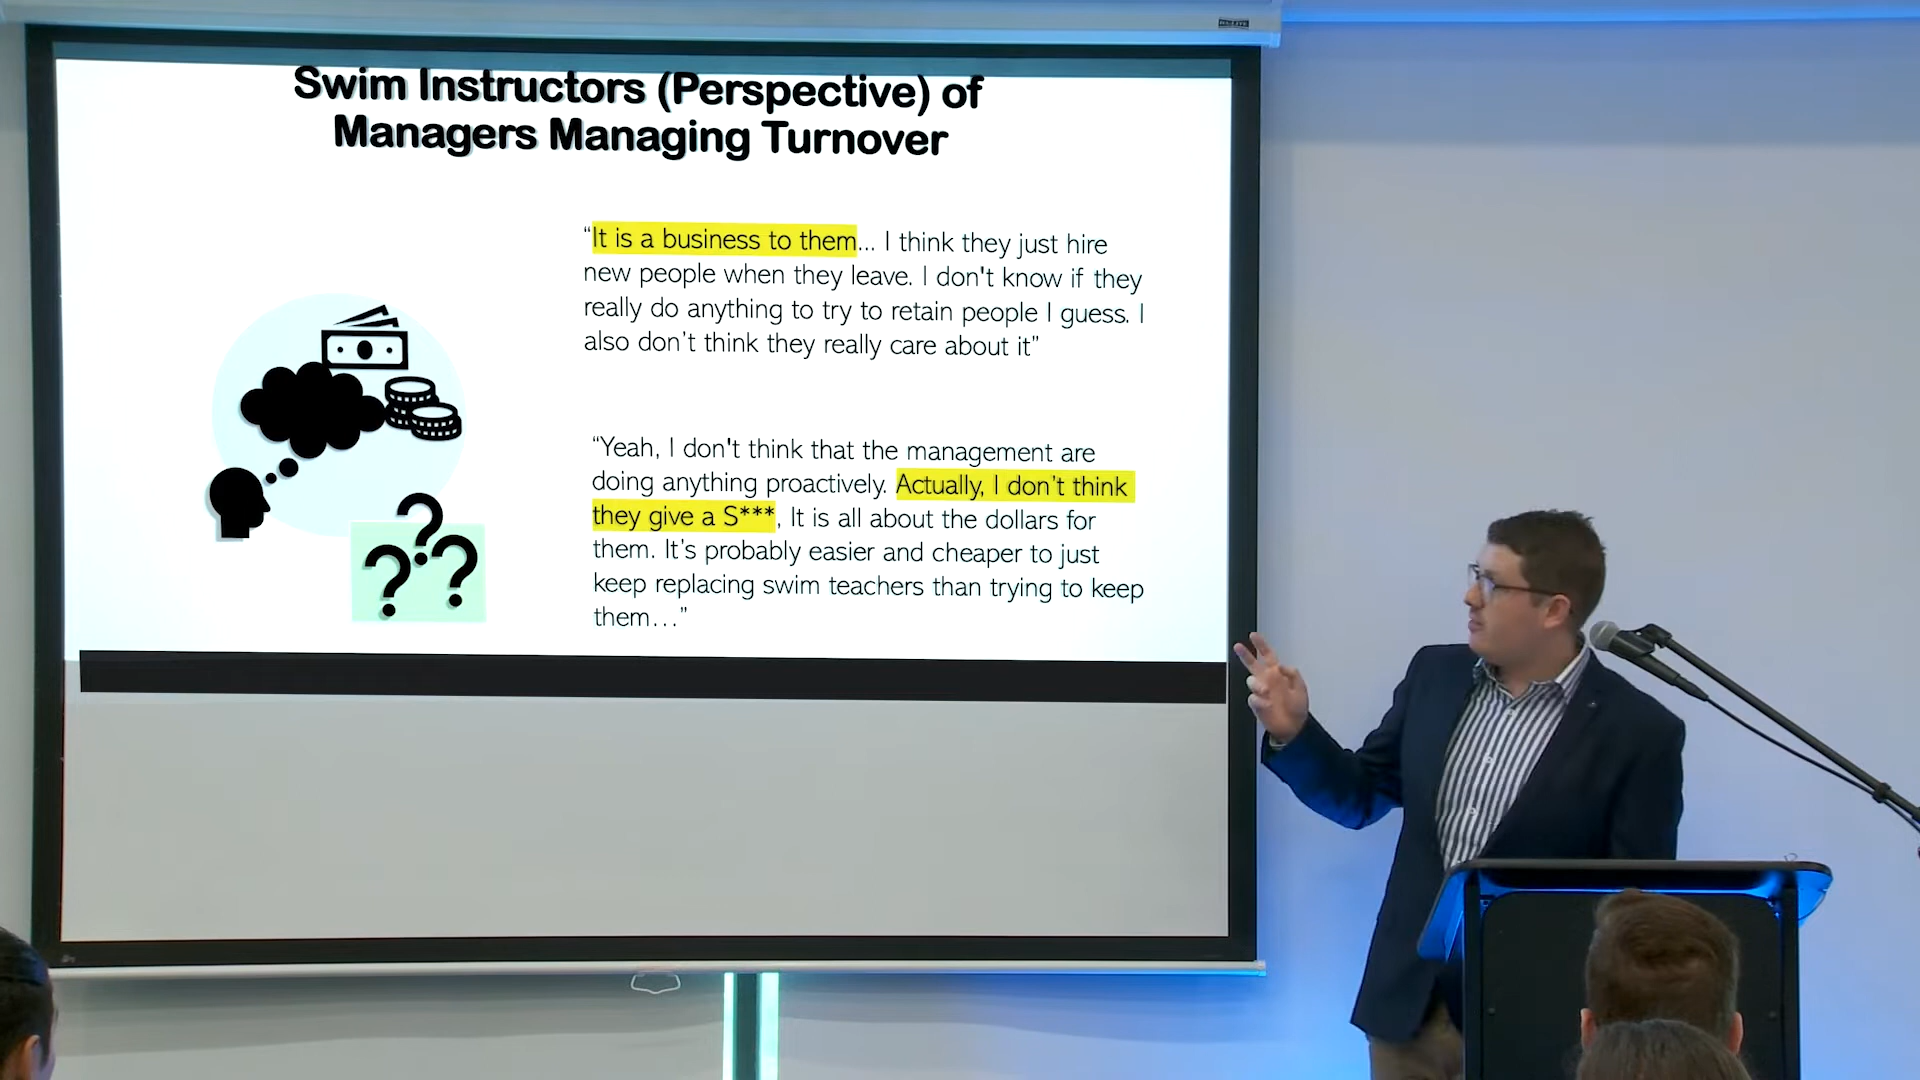 Swim Instructors (Perspective) of
Managers Managing Turnover
“It is a business to them... I think they just hire
new people when they leave. I don't know if they
really do anything to try to retain people I guess. I
also don’t think they really care about it”
“Yeah, I don't think that the management are
doing anything proactively. Actually, I don’t think
they give a S***, It is all about the dollars for
them. It’s probably easier and cheaper to just
keep replacing swim teachers than trying to keep
them...”